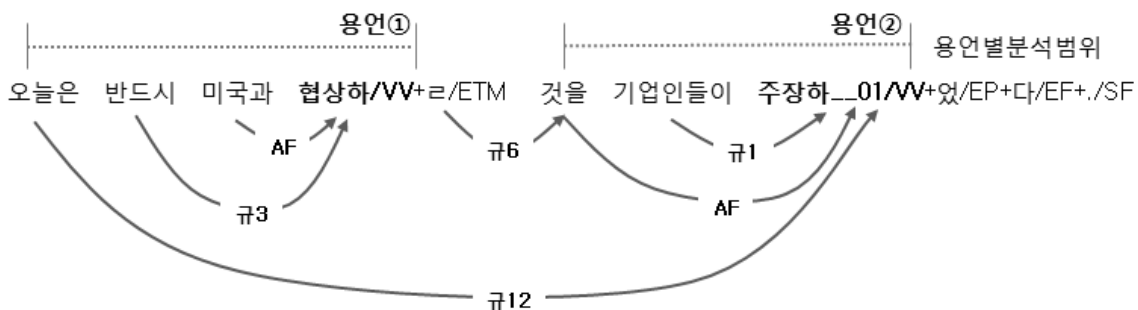 용언① 용언②
용언별분석범위
오늘은 반드시 미국과 협상하/VV+ㄹ/ETM 것을 기업인들이 주장하__01/VV+었/EP+다/EF+./SF
AF 규6 규1
규3 AF
규12